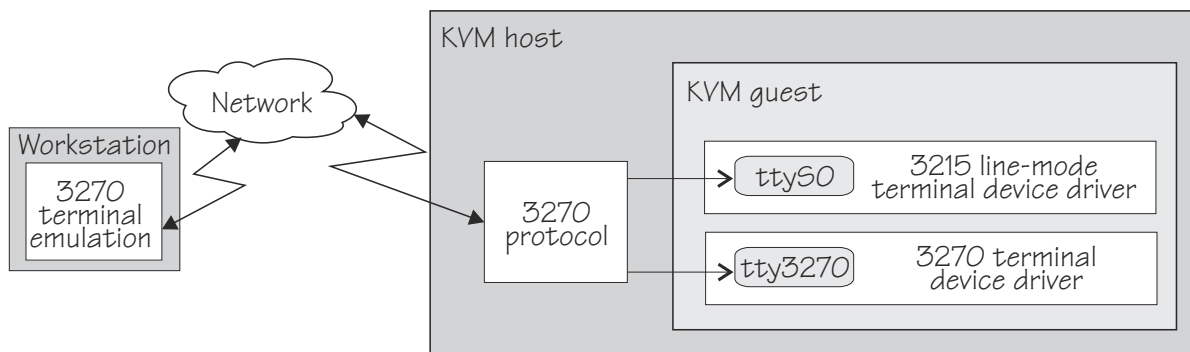 KVM host
KVM guest
Network
Workstation
3270
terminal
emulation
3270
protocol
ttyS0
3215 line-mode
terminal device driver
tty3270
3270 terminal
device driver